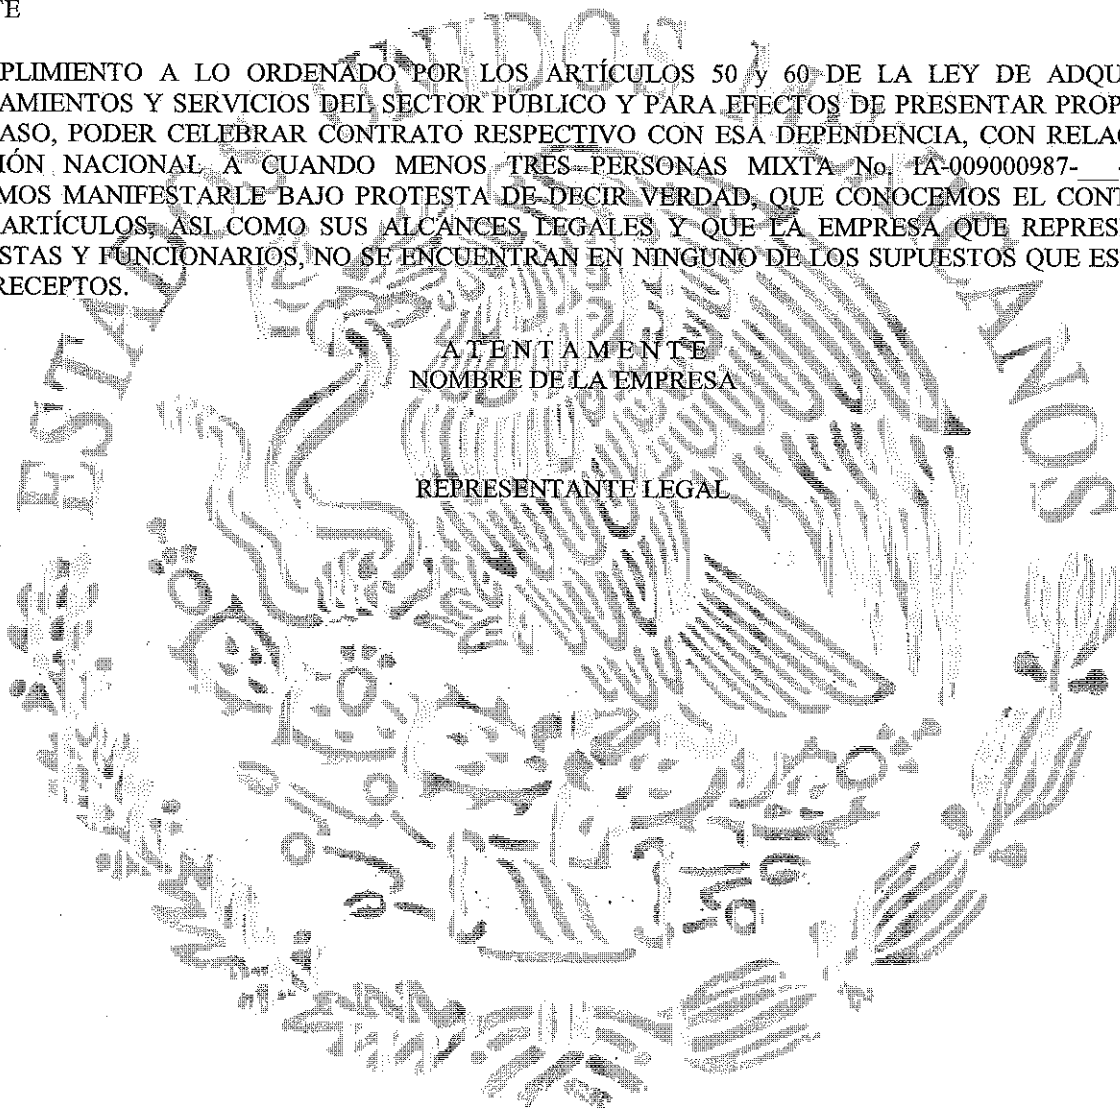 TE
PLIMIENTO A LO ORDENADO POR LOS ARTÍCULOS 50 y 60 DE LA LEY DE ADQU
AMIENTOS Y SERVICIOS DEL SECTOR PÚBLICO Y PARA EFECTOS DE PRESENTAR PROP
ASO, PODER CELEBRAR CONTRATO RESPECTIVO CON ESA DEPENDENCIA, CON RELA
IÓN NACIONAL A CUANDO MENOS TRES PERSONAS MIXTA No. IA-009000987-___
MOS MANIFESTARLE BAJO PROTESTA DE DECIR VERDAD, QUE CONOCEMOS EL CONT
ARTÍCULOS, ASI COMO SUS ALCANCES LEGALES Y QUE LA EMPRESA QUE REPRES
STAS Y FUNCIONARIOS, NO SE ENCUENTRAN EN NINGUNO DE LOS SUPUESTOS QUE ES
RECEPTOS.
A T E N T A M E N T E
NOMBRE DE LA EMPRESA
REPRESENTANTE LEGAL